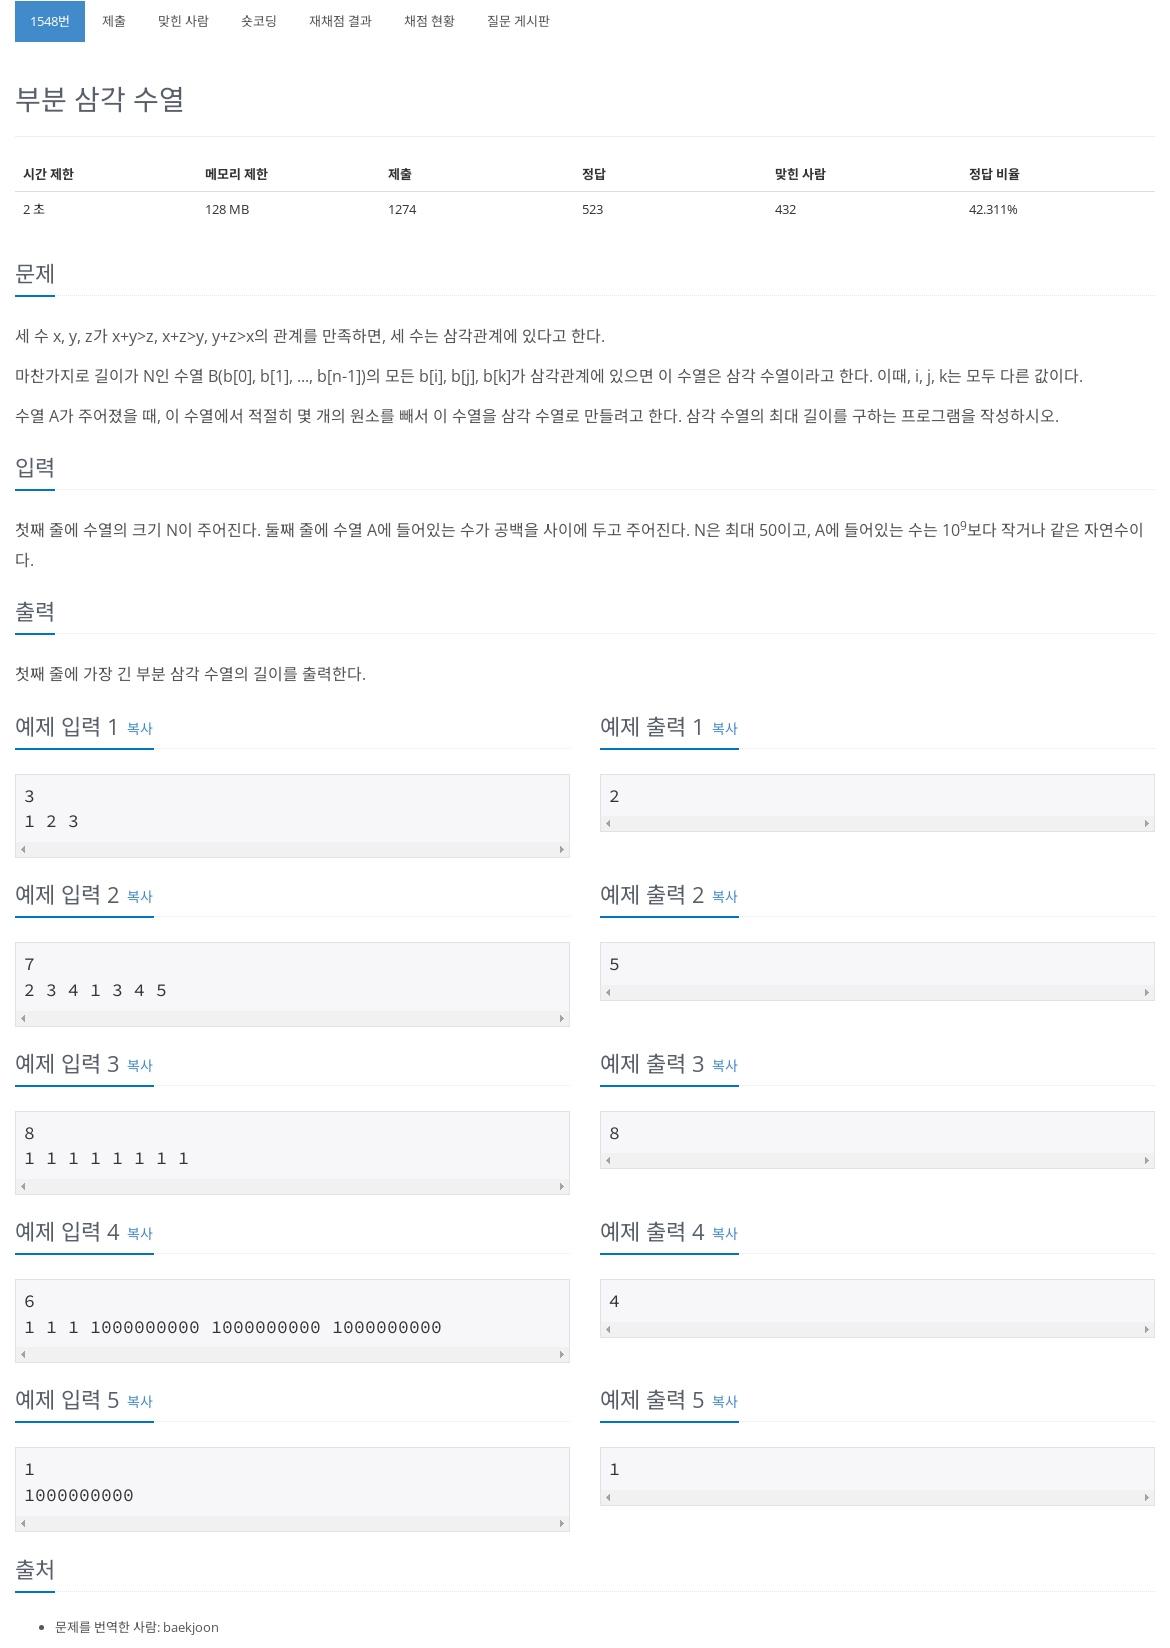 1548번 제출 맞힌 사람 숏코딩 재채점 결과 채점 현황 질문 게시판
부분 삼각 수열
시간 제한 메모리 제한 제출 정답 맞힌 사람 정답 비율
2 초 128 MB 1274 523 432 42.311%
문제
세 수 x, y, z가 x+y>z, x+z>y, y+z>x의 관계를 만족하면, 세 수는 삼각관계에 있다고 한다.
마찬가지로 길이가 N인 수열 B(b[0], b[1], ..., b[n-1])의 모든 b[i], b[j], b[k]가 삼각관계에 있으면 이 수열은 삼각 수열이라고 한다. 이때, i, j, k는 모두 다른 값이다.
수열 A가 주어졌을 때, 이 수열에서 적절히 몇 개의 원소를 빼서 이 수열을 삼각 수열로 만들려고 한다. 삼각 수열의 최대 길이를 구하는 프로그램을 작성하시오.
입력
첫째 줄에 수열의 크기 N이 주어진다. 둘째 줄에 수열 A에 들어있는 수가 공백을 사이에 두고 주어진다. N은 최대 50이고, A에 들어있는 수는 10⁹보다 작거나 같은 자연수이
다.
출력
첫째 줄에 가장 긴 부분 삼각 수열의 길이를 출력한다.
예제 입력 1 복사 예제 출력 1 복사
3 2
1 2 3
예제 입력 2 복사 예제 출력 2 복사
7 5
2 3 4 1 3 4 5
예제 입력 3 복사 예제 출력 3 복사
8 8
1 1 1 1 1 1 1 1
예제 입력 4 복사 예제 출력 4 복사
6 4
1 1 1 1000000000 1000000000 1000000000
예제 입력 5 복사 예제 출력 5 복사
1 1
1000000000
출처
• 문제를 번역한 사람: baekjoon